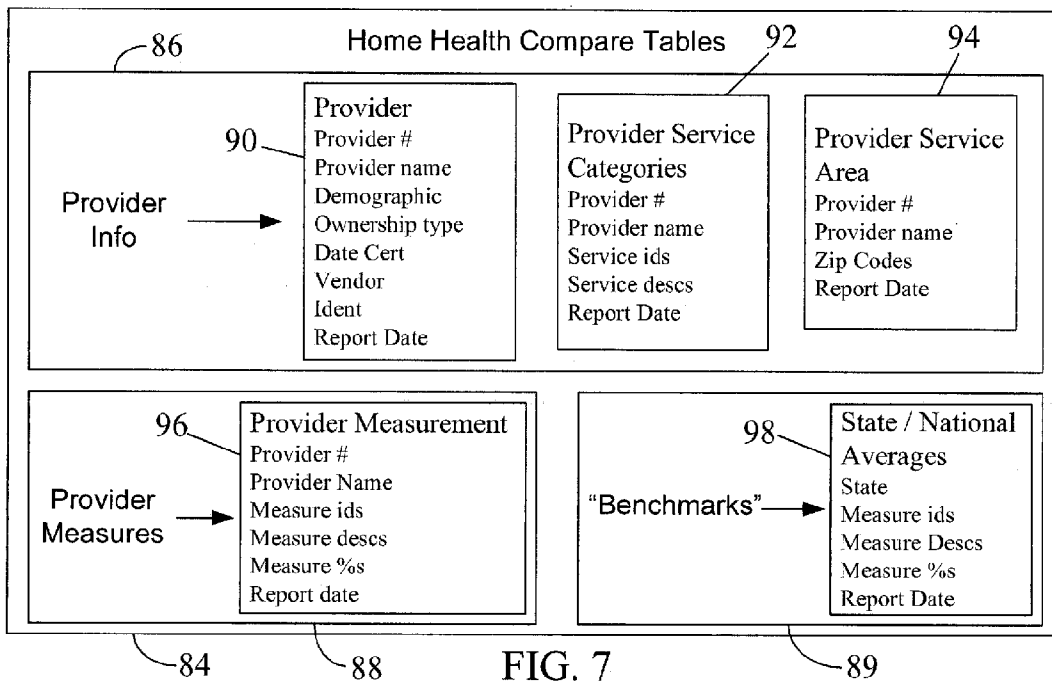 Home Health Compare Tables
86
92
94
Provider Info
90
Provider
Provider #
Provider name
Demographic
Ownership type
Date Cert
Vendor
Ident
Report Date
Provider Service
Categories
Provider #
Provider name
Service ids
Service descs
Report Date
Provider Service
Area
Provider #
Provider name
Zip Codes
Report Date
Provider
Measures
96
Provider Measurement
Provider #
Provider Name
Measure ids
Measure descs
Measure %s
Report date
“Benchmarks”
98
State / National
Averages
State
Measure ids
Measure Descs
Measure %s
Report Date
84
88
89
FIG. 7